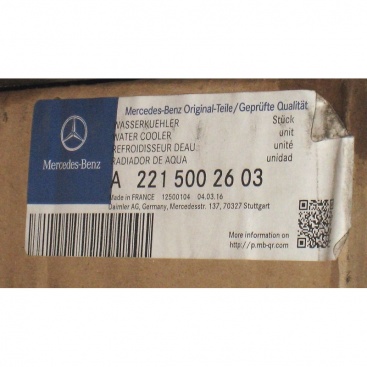 Mercedes-Benz
Mercedes-Benz Original-Teile/Geprüfte Qualität
WASSERKUEHLER Stück
WATER COOLER unit
REFROIDISSEUR DEAU unité
RADIADOR DE AQUA unidad
A 221 500 26 03
Made in FRANCE 12500104 04.03.16
Daimler AG, Germany, Mercedesstr. 137, 70327 Stuttgart
More information on
http://p.mb-qr.com